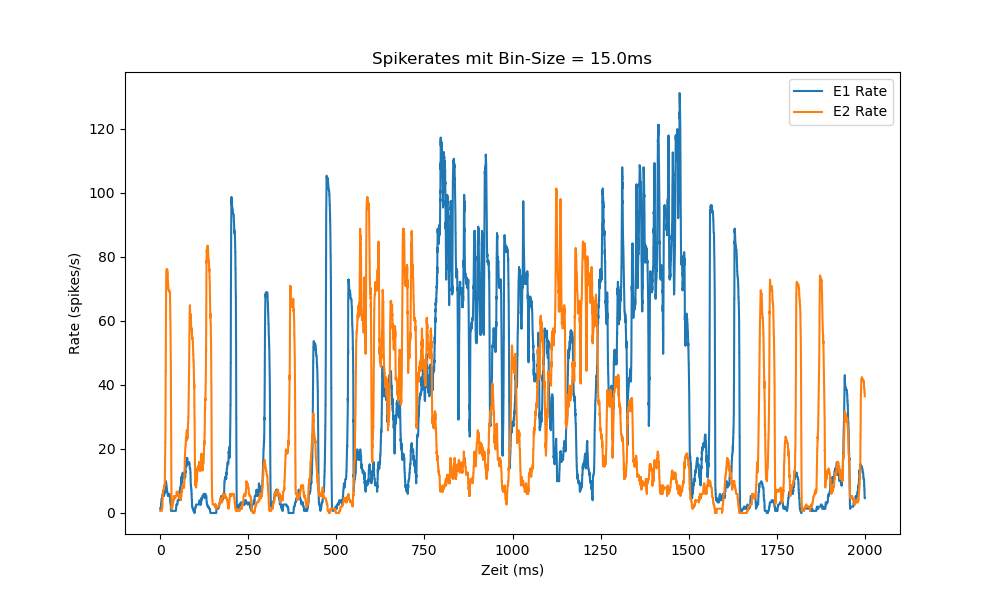 Spikerates mit Bin-Size = 15.0ms
E1 Rate
E2 Rate
120
100
80
60
40
20
0
Rate (spikes/s)
0 250 500 750 1000 1250 1500 1750 2000
Zeit (ms)